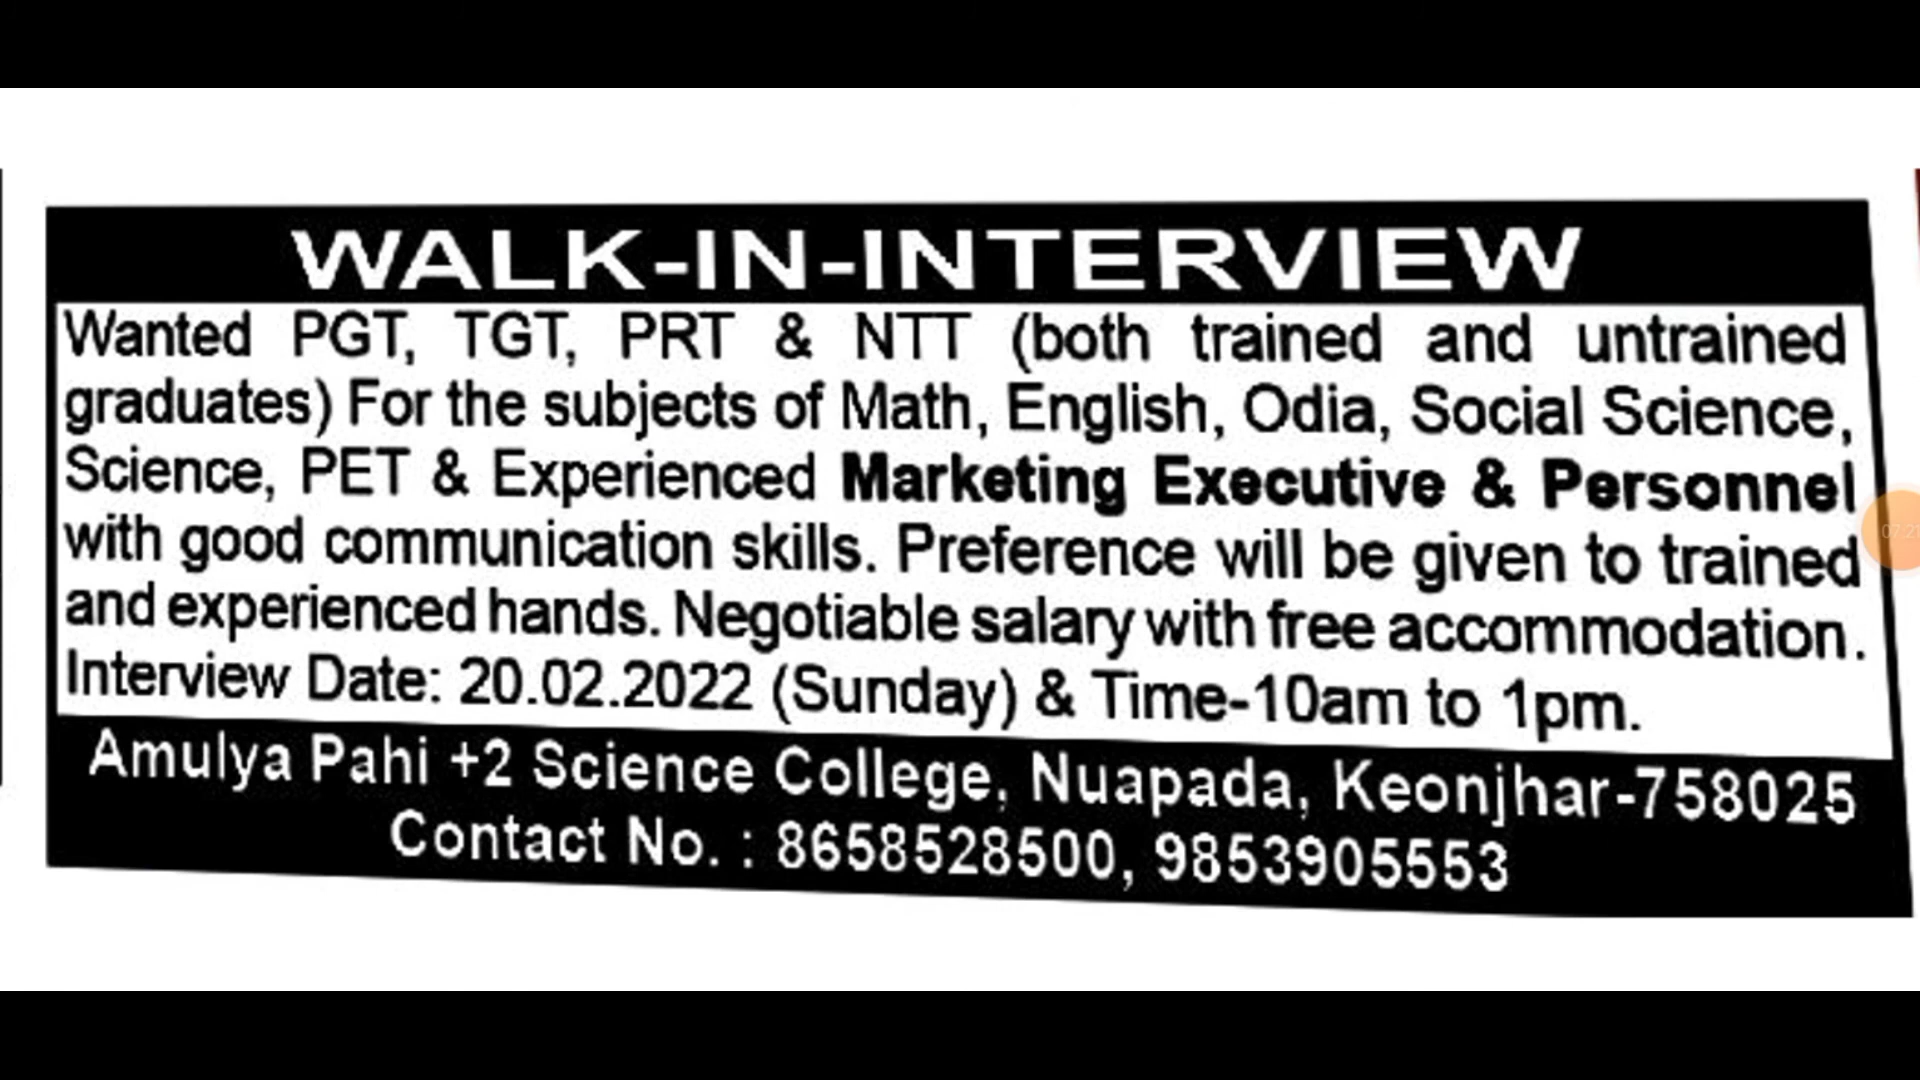 WALK-IN-INTERVIEW
Wanted PGT, TGT, PRT & NTT (both trained and untrained
graduates) For the subjects of Math, English, Odia, Social Science,
Science, PET & Experienced Marketing Executive & Personnel
with good communication skills. Preference will be given to trained
and experienced hands. Negotiable salary with free accommodation.
Interview Date: 20.02.2022 (Sunday) & Time-10am to 1pm.
Amulya Pahi +2 Science College, Nuapada, Keonjhar-758025
Contact No. : 8658528500, 9853905553